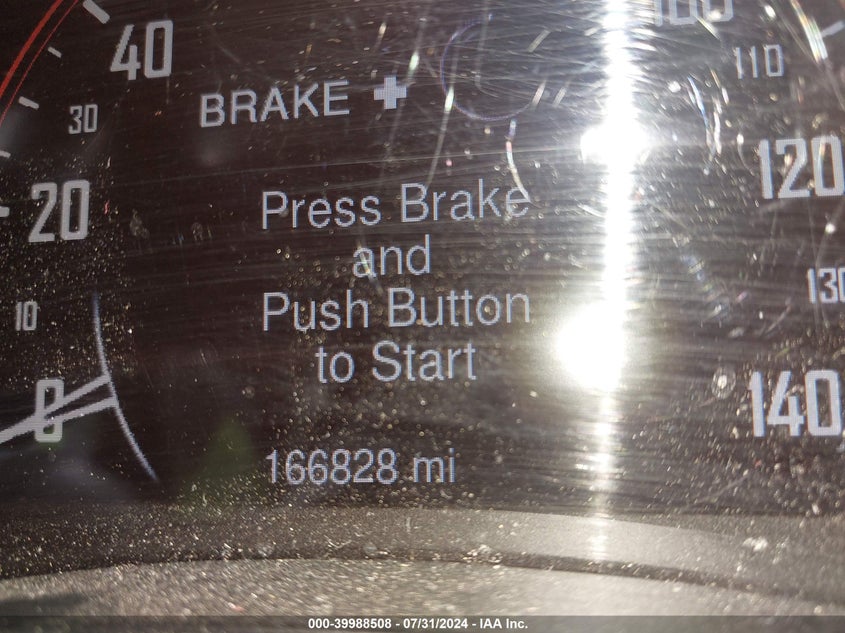 40
100
110
BRAKE
30
120
20
Press Brake
and
Push Button
to Start
10
130
0
140
166828 mi
000-39988508 - 07/31/2024 - IAA Inc.